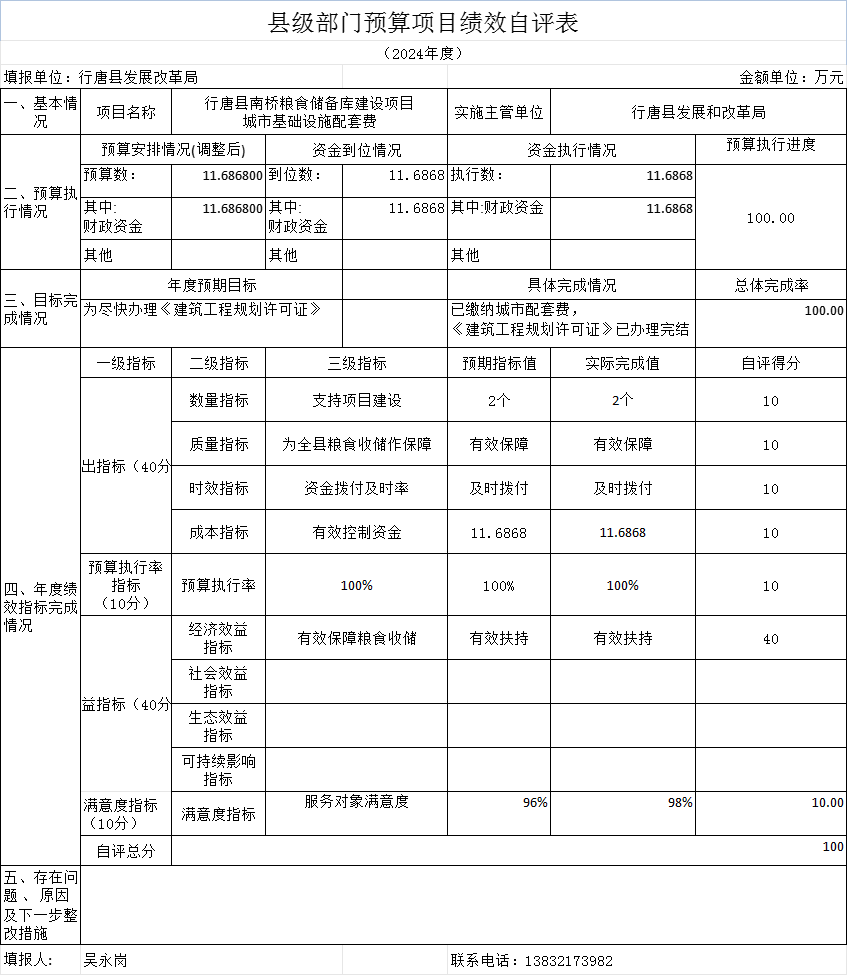 县级部门预算项目绩效自评表
（2024年度）
填报单位：行唐县发展改革局 金额单位：万元
一、基本情况 项目名称 行唐县南桥粮食储备库建设项目
城市基础设施配套费 实施主管单位 行唐县发展和改革局
二、预算执行情况 预算安排情况(调整后) 资金到位情况 资金执行情况 预算执行进度
预算数： 11.686800 到位数： 11.6868 执行数： 11.6868 100.00
其中:
财政资金 11.686800 其中:
财政资金 11.6868 其中:财政资金 11.6868
其他 其他 其他
三、目标完成情况 年度预期目标 具体完成情况 总体完成率
为尽快办理《建筑工程规划许可证》 已缴纳城市配套费，
《建筑工程规划许可证》已办理完结 100.00
四、年度绩效指标完成情况 一级指标 二级指标 三级指标 预期指标值 实际完成值 自评得分
出指标（40分 数量指标 支持项目建设 2个 2个 10
质量指标 为全县粮食收储作保障 有效保障 有效保障 10
时效指标 资金拨付及时率 及时拨付 及时拨付 10
成本指标 有效控制资金 11.6868 11.6868 10
预算执行率
指标
（10分） 预算执行率 100% 100% 100% 10
益指标（40分 经济效益
指标 有效保障粮食收储 有效扶持 有效扶持 40
社会效益
指标
生态效益
指标
可持续影响
指标
满意度指标
（10分） 满意度指标 服务对象满意度 96% 98% 10.00
自评总分 100
五、存在问
题 、原因
及下一步整
改措施
填报人： 吴永岗 联系电话：13832173982